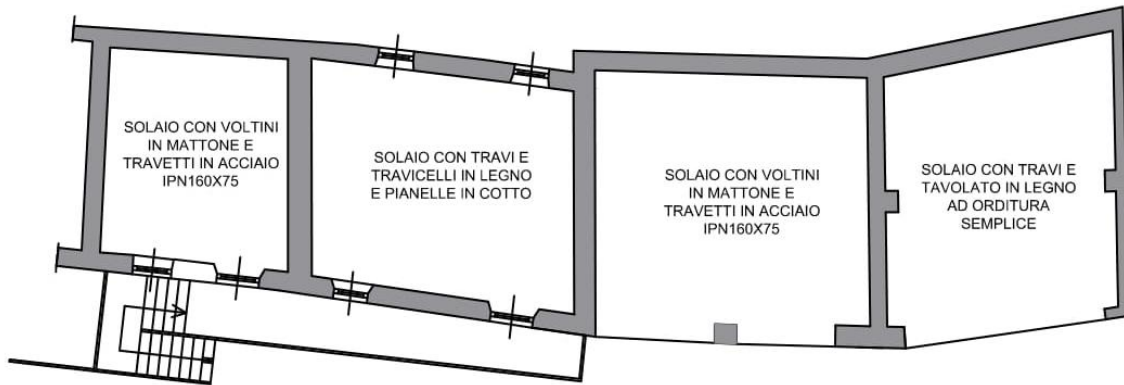 SOLAIO CON VOLTINI
IN MATTONE E
TRAVETTI IN ACCIAIO
IPN160X75
SOLAIO CON TRAVI E
TRAVICELLI IN LEGNO
E PIANELLE IN COTTO
SOLAIO CON VOLTINI
IN MATTONE E
TRAVETTI IN ACCIAIO
IPN160X75
SOLAIO CON TRAVI E
TAVOLATO IN LEGNO
AD ORDITURA
SEMPLICE